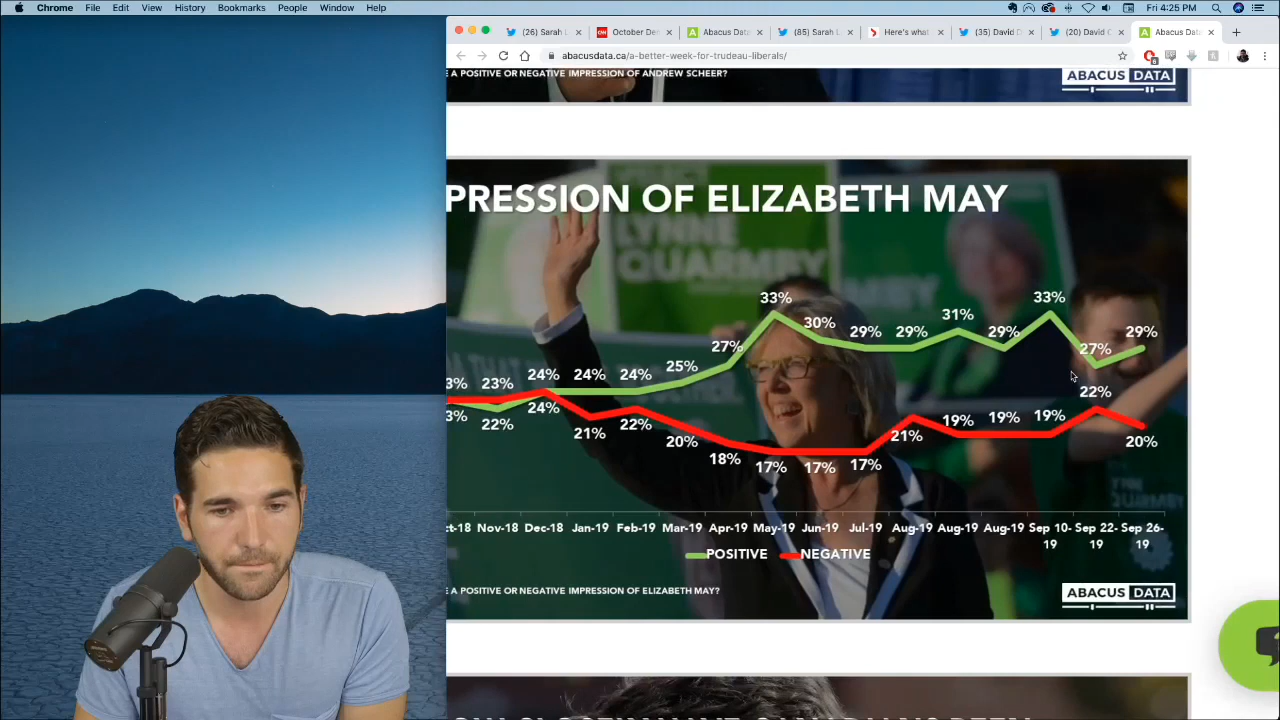 Chrome File Edit View History Bookmarks People Window Help Fri 4:25 PM
(26) Sarah L October Der Abacus Data (85) Sarah L Here's what (35) David D (20) David D Abacus Data
abacusdata.ca/a-better-week-for-trudeau-liberals/
E A POSITIVE OR NEGATIVE IMPRESSION OF ANDREW SCHEER?
ABACUS DATA
PRESSION OF ELIZABETH MAY
LYNNE
QUARMBY
33% 33%
30% 29% 29% 31% 29% 27% 29%
3% 23% 24% 24% 24% 25% 27%
22%
3% 22% 24% 21% 22% 20% 18% 17% 17% 17% 21% 19% 19% 19% 20%
ct-18 Nov-18 Dec-18 Jan-19 Feb-19 Mar-19 Apr-19 May-19 Jun-19 Jul-19 Aug-19 Aug-19 Aug-19 Sep 10-19 Sep 22-19 Sep 26-19
POSITIVE NEGATIVE
E A POSITIVE OR NEGATIVE IMPRESSION OF ELIZABETH MAY?
ABACUS DATA